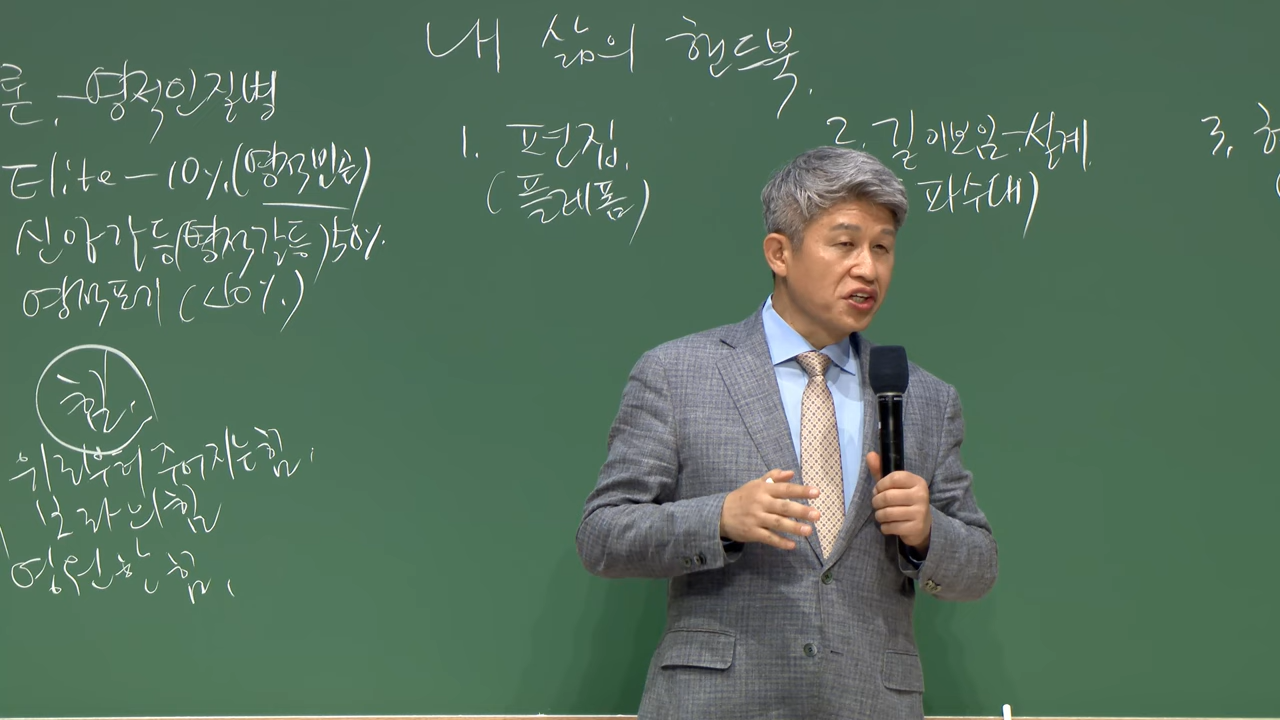 내 삶의 헨드북.
론. - 영적인 질병
Elite - 10% (영적빈곤)
신앙갈등(영적갈등) 50%
영적포기 (40%)
힘.
위로부터 주어지는 힘.
보라의 힘
영원한 힘.
1. 편집.
(플레폼)
2. 길이 보임 - 설계.
파수대)
3.